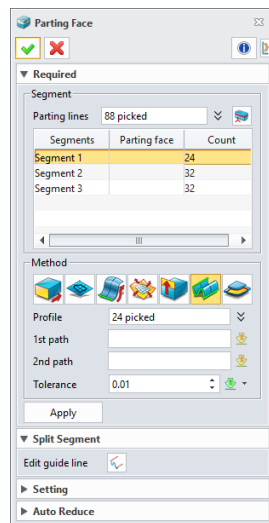 Parting Face
Required
Segment
Parting lines 88 picked
Segments Parting face Count
Segment 1 24
Segment 2 32
Segment 3 32
Method
Profile 24 picked
1st path
2nd path
Tolerance 0.01
Apply
Split Segment
Edit guide line
Setting
Auto Reduce